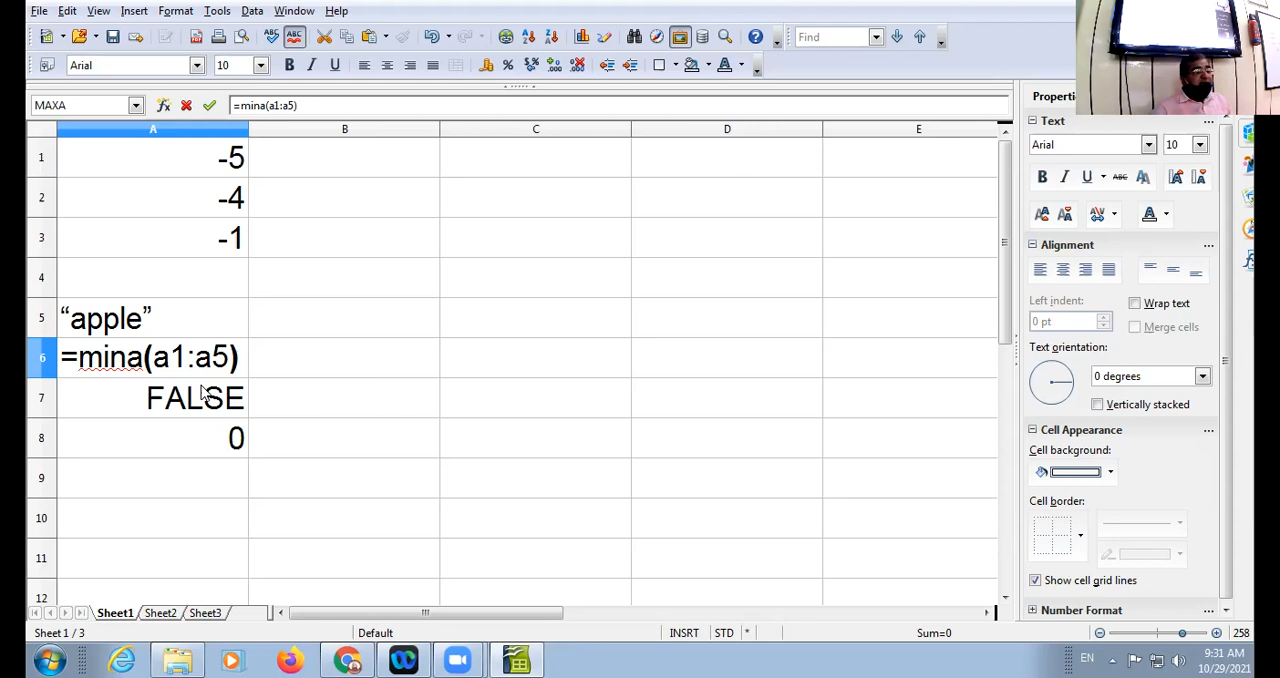 File Edit View Insert Format Tools Data Window Help
Find
Arial 10 B I U
MAXA =mina(a1:a5)
A B C D E
1 -5
2 -4
3 -1
4
5 “apple”
6 =mina(a1:a5)
7 FALSE
8 0
9
10
11
12
Sheet1 Sheet2 Sheet3
Sheet 1 / 3 Default INSRT STD * Sum=0 258
Properti
Text
Arial 10
B I U ABC
Alignment
Left indent: Wrap text
0 pt Merge cells
Text orientation:
0 degrees
Vertically stacked
Cell Appearance
Cell background:
Cell border:
Show cell grid lines
Number Format
EN 9:31 AM
10/29/2021